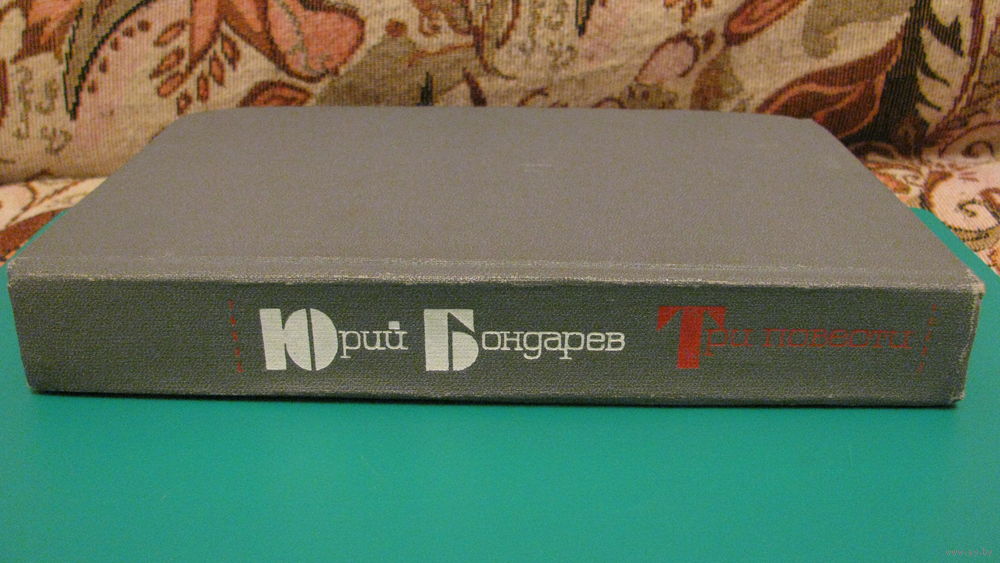 Юрий Бондарев Три повести